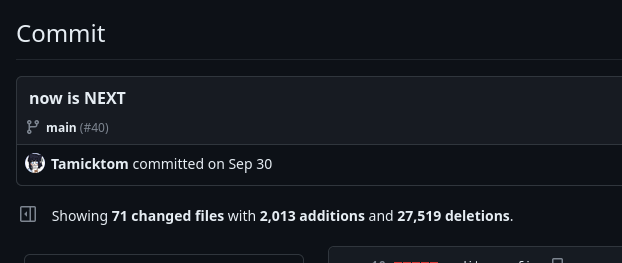 Commit
now is NEXT
main (#40)
Tamicktom committed on Sep 30
Showing 71 changed files with 2,013 additions and 27,519 deletions.